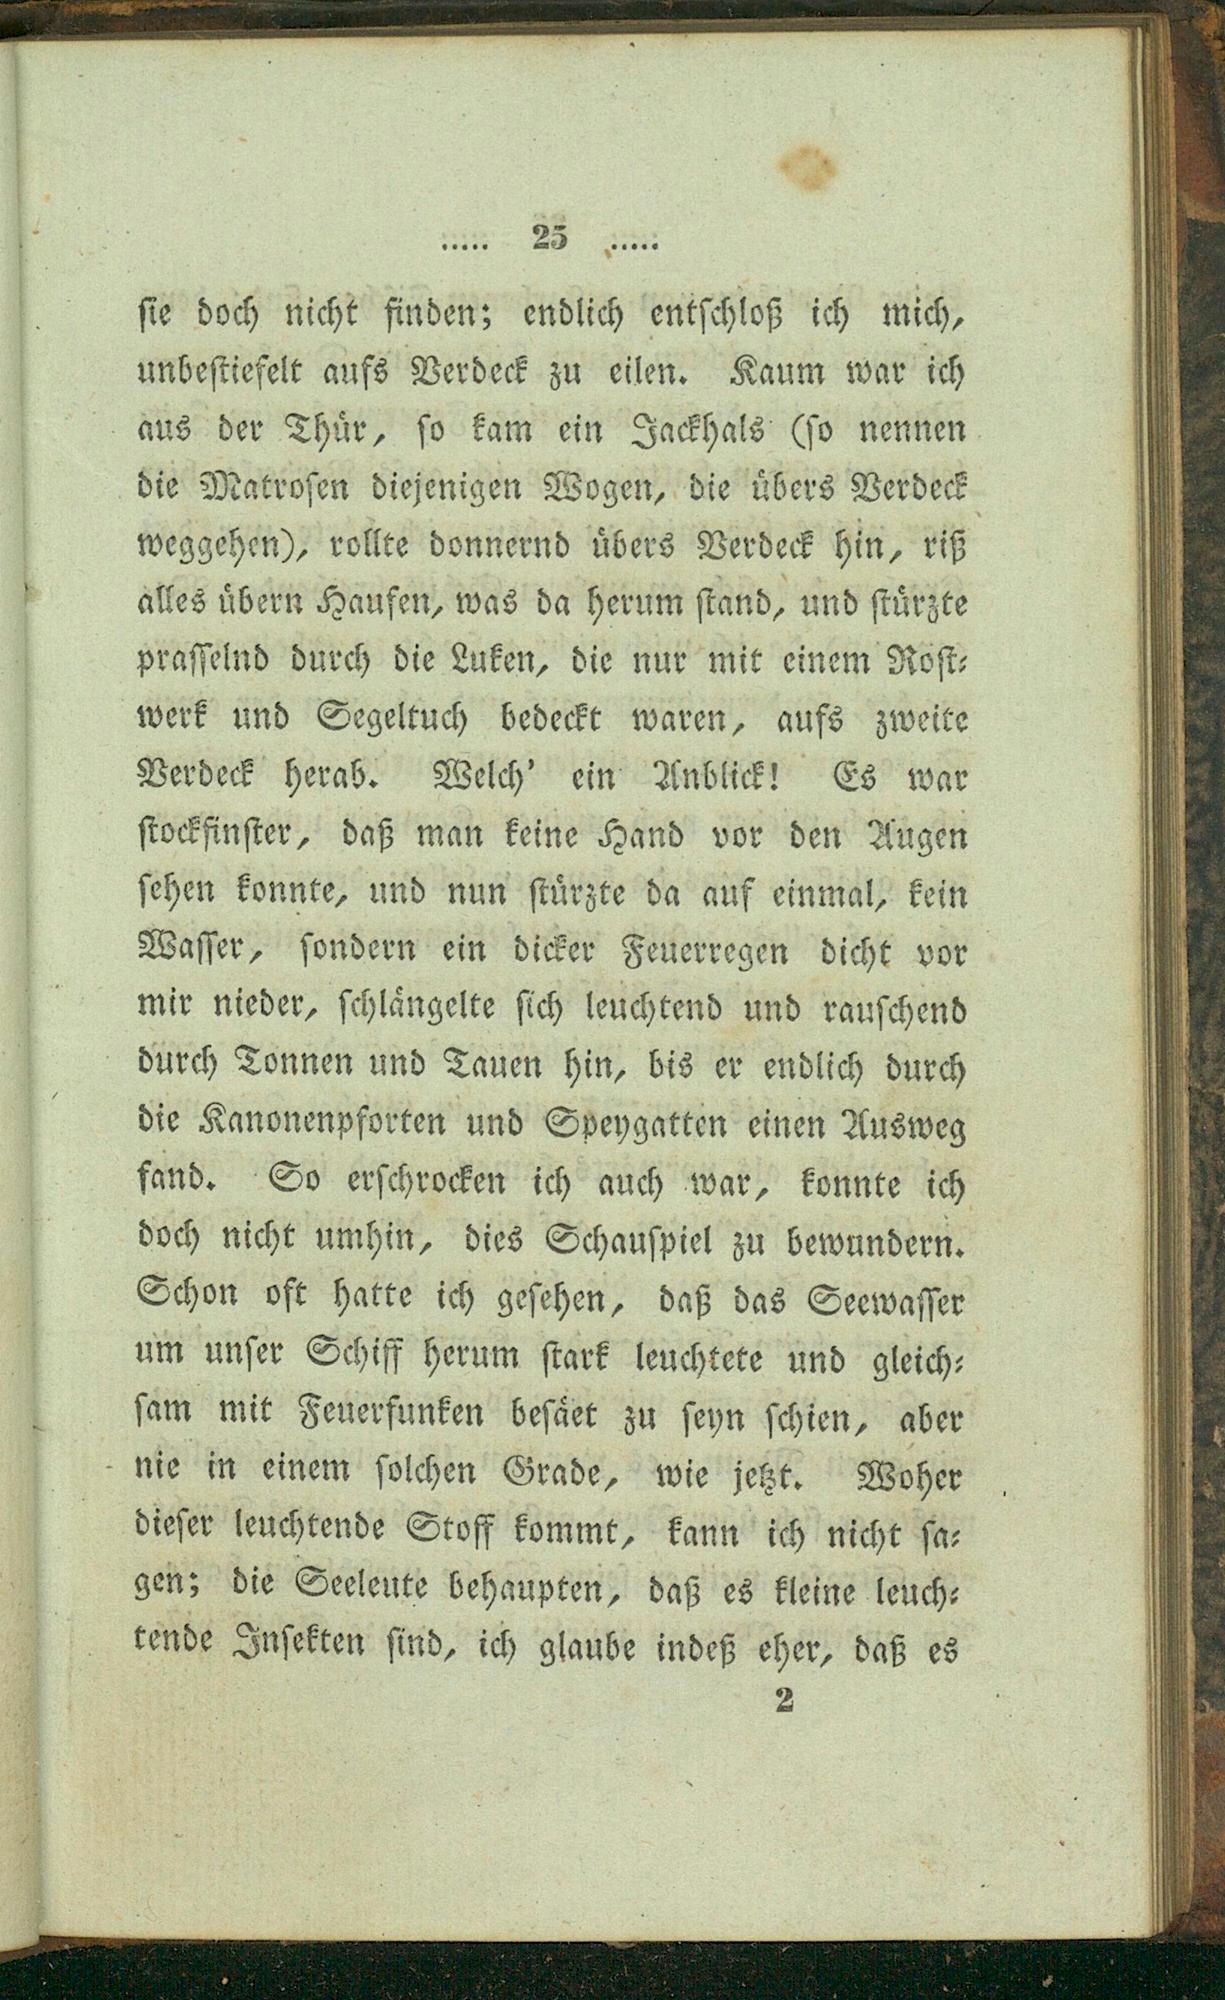 ..... 25 .....
sie doch nicht finden; endlich entschloß ich mich,
unbestiefelt aufs Verdeck zu eilen. Kaum war ich
aus der Thür, so kam ein Jackhals (so nennen
die Matrosen diejenigen Wogen, die übers Verdeck
weggehen), rollte donnernd übers Verdeck hin, riß
alles übern Haufen, was da herum stand, und stürzte
prasselnd durch die Luken, die nur mit einem Rost-
werk und Segeltuch bedeckt waren, aufs zweite
Verdeck herab. Welch' ein Anblick! Es war
stockfinster, daß man keine Hand vor den Augen
sehen konnte, und nun stürzte da auf einmal, kein
Wasser, sondern ein dicker Feuerregen dicht vor
mir nieder, schlängelte sich leuchtend und rauschend
durch Tonnen und Tauen hin, bis er endlich durch
die Kanonenpforten und Speygatten einen Ausweg
fand. So erschrocken ich auch war, konnte ich
doch nicht umhin, dies Schauspiel zu bewundern.
Schon oft hatte ich gesehen, daß das Seewasser
um unser Schiff herum stark leuchtete und gleich-
sam mit Feuerfunken besäet zu seyn schien, aber
nie in einem solchen Grade, wie jetzt. Woher
dieser leuchtende Stoff kommt, kann ich nicht sa-
gen; die Seeleute behaupten, daß es kleine leuch-
tende Insekten sind, ich glaube indeß eher, daß es
2